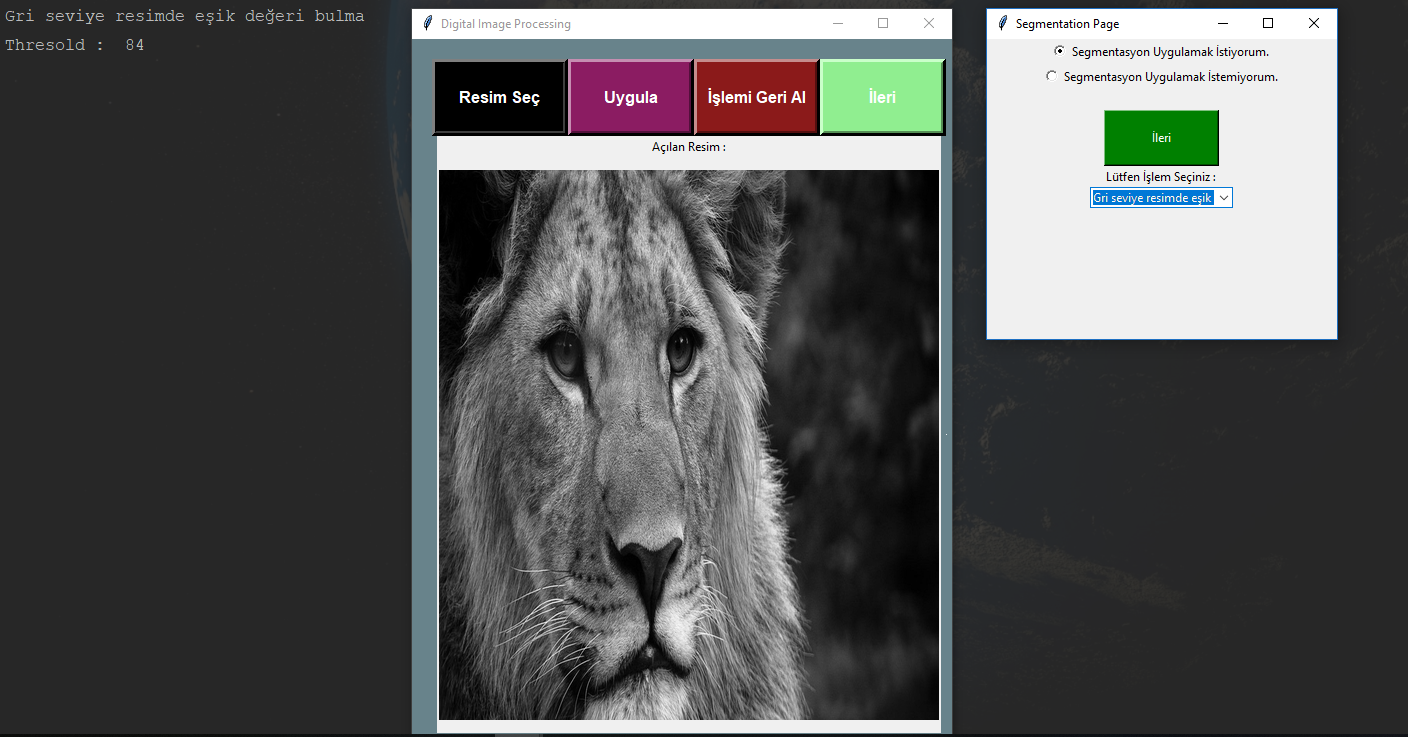 Gri seviye resimde eşik değeri bulma
Thresold :  84
Digital Image Processing
Resim Seç
Uygula
İşlemi Geri Al
İleri
Açılan Resim :
Segmentation Page
Segmentasyon Uygulamak İstiyorum.
Segmentasyon Uygulamak İstemiyorum.
İleri
Lütfen İşlem Seçiniz :
Gri seviye resimde eşik